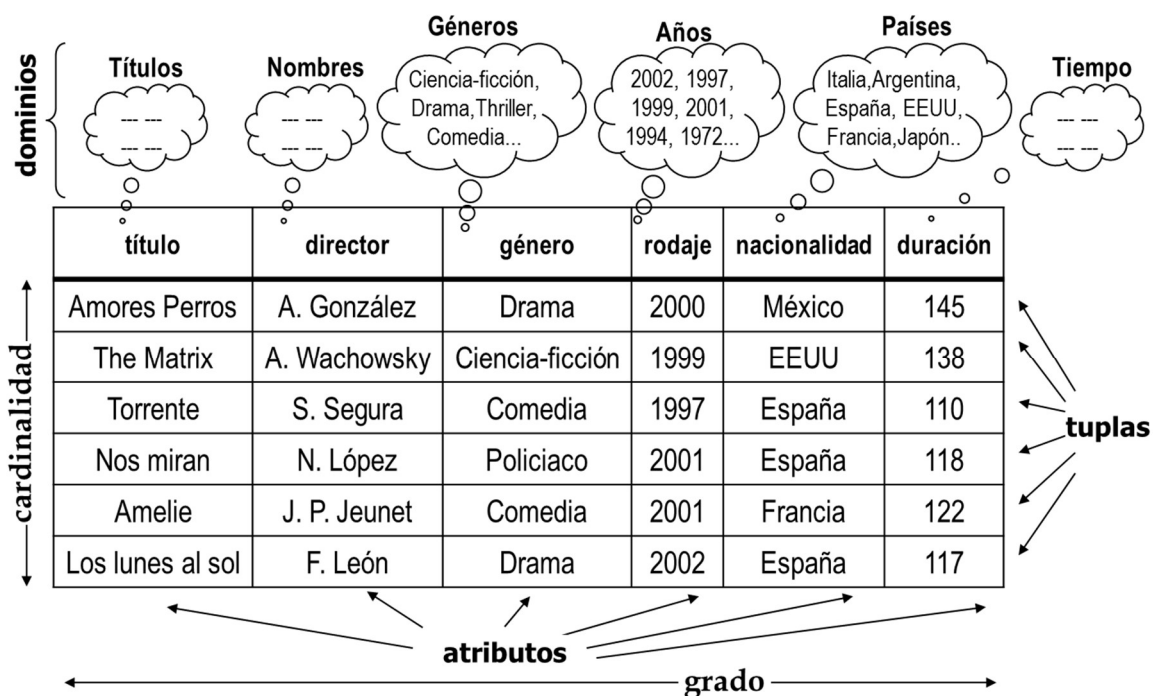 Géneros
Años
Países
Títulos
Nombres
Tiempo
dominios
--- ---
--- ---
--- ---
--- ---
Ciencia-ficción,
Drama,Thriller,
Comedia...
2002, 1997,
1999, 2001,
1994, 1972...
Italia,Argentina,
España, EEUU,
Francia,Japón..
--- ---
--- ---
título director género rodaje nacionalidad duración
Amores Perros A. González Drama 2000 México 145
The Matrix A. Wachowsky Ciencia-ficción 1999 EEUU 138
Torrente S. Segura Comedia 1997 España 110
Nos miran N. López Policiaco 2001 España 118
Amelie J. P. Jeunet Comedia 2001 Francia 122
Los lunes al sol F. León Drama 2002 España 117
cardinalidad
tuplas
atributos
grado